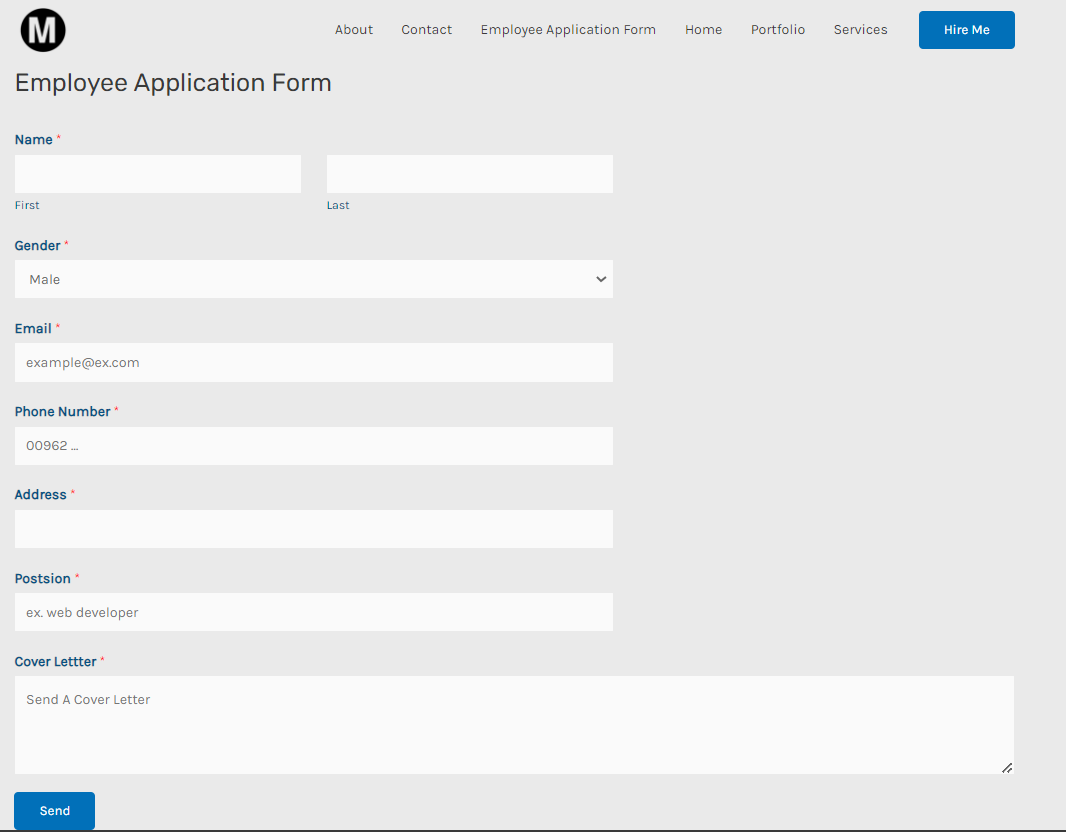 M
About Contact Employee Application Form Home Portfolio Services Hire Me
Employee Application Form
Name *
First Last
Gender *
Male
Email *
example@ex.com
Phone Number *
00962 ...
Address *
Postsion *
ex. web developer
Cover Lettter *
Send A Cover Letter
Send